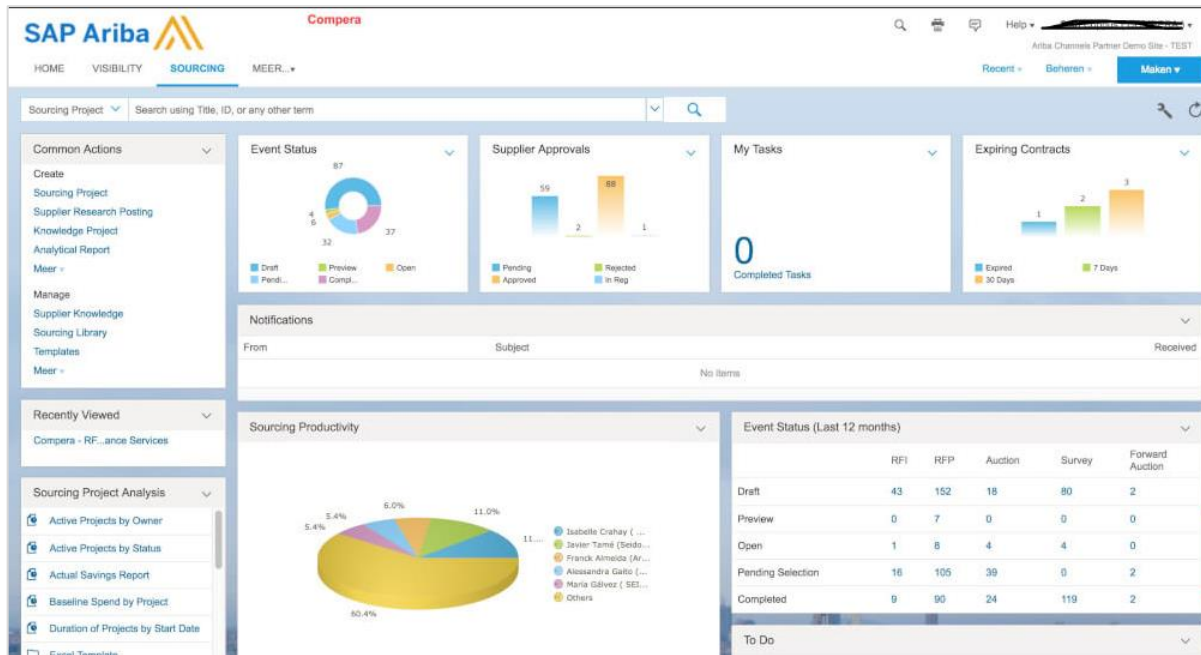 SAP Ariba
Compera
Help
Ariba Channels Partner Demo Site - TEST
HOME VISIBILITY SOURCING MEER...
Recent Beheren Maken
Sourcing Project Search using Title, ID, or any other term
Common Actions
Create
Sourcing Project
Supplier Research Posting
Knowledge Project
Analytical Report
Meer
Manage
Supplier Knowledge
Sourcing Library
Templates
Meer
Recently Viewed
Compera - RF...ance Services
Sourcing Project Analysis
Active Projects by Owner
Active Projects by Status
Actual Savings Report
Baseline Spend by Project
Duration of Projects by Start Date
Excel Template
Event Status
87
4
6
32
37
Draft Preview Open
Pendi... Compl...
Supplier Approvals
59
2
88
1
Pending Rejected
Approved In Reg
My Tasks
0
Completed Tasks
Expiring Contracts
1
2
3
Expired 7 Days
30 Days
Notifications
From Subject Received
No items
Sourcing Productivity
5.4%
5.4%
6.0%
11.0%
11....
60.4%
Isabelle Crahay ( ...
Javier Tamé (Seido...
Franck Almeida (Ar...
Alessandra Gaito (...
María Gálvez ( SEI...
Others
Event Status (Last 12 months)
RFI RFP Auction Survey Forward Auction
Draft 43 152 18 80 2
Preview 0 7 0 0 0
Open 1 8 4 4 0
Pending Selection 16 105 39 0 2
Completed 9 90 24 119 2
To Do